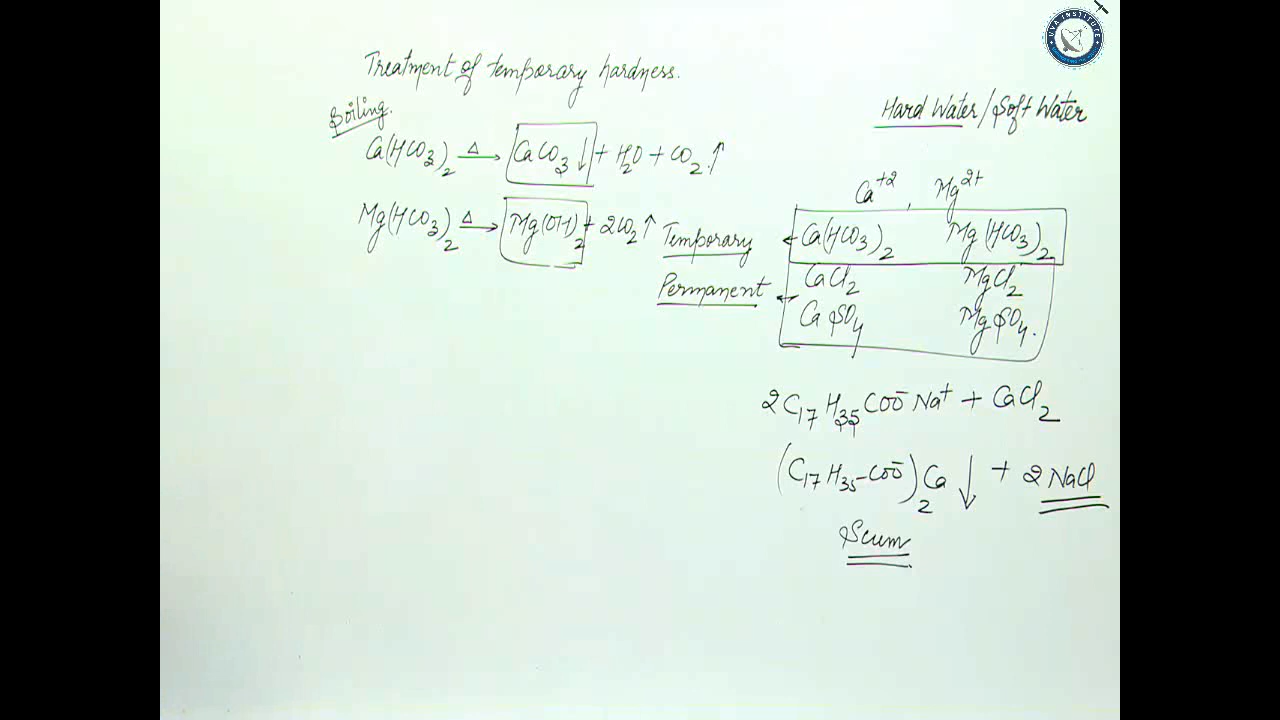 Treatment of temporary hardness.
Boiling.
Ca(HCO₃)₂ —Δ→ CaCO₃↓ + H₂O + CO₂.↑
Mg(HCO₃)₂ —Δ→ Mg(OH)₂ + 2CO₂↑
VVA INSTITUTE
Hard Water/Soft Water
Ca⁺², Mg²⁺
Temporary ← Ca(HCO₃)₂ Mg(HCO₃)₂
Permanent ← CaCl₂ MgCl₂
CaSO₄ MgSO₄.
2C₁₇H₃₅COO⁻Na⁺ + CaCl₂
(C₁₇H₃₅-COO⁻)₂Ca↓ + 2NaCl
Scum